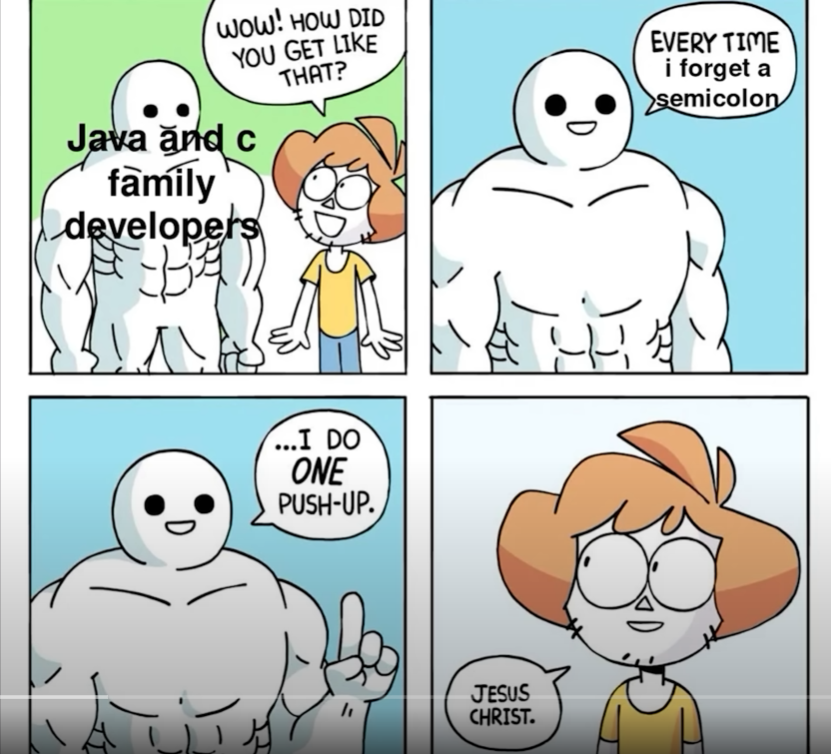 WOW! HOW DID
YOU GET LIKE
THAT?
Java and c
family
developers
EVERY TIME
i forget a
semicolon
...I DO
ONE
PUSH-UP.
JESUS
CHRIST.